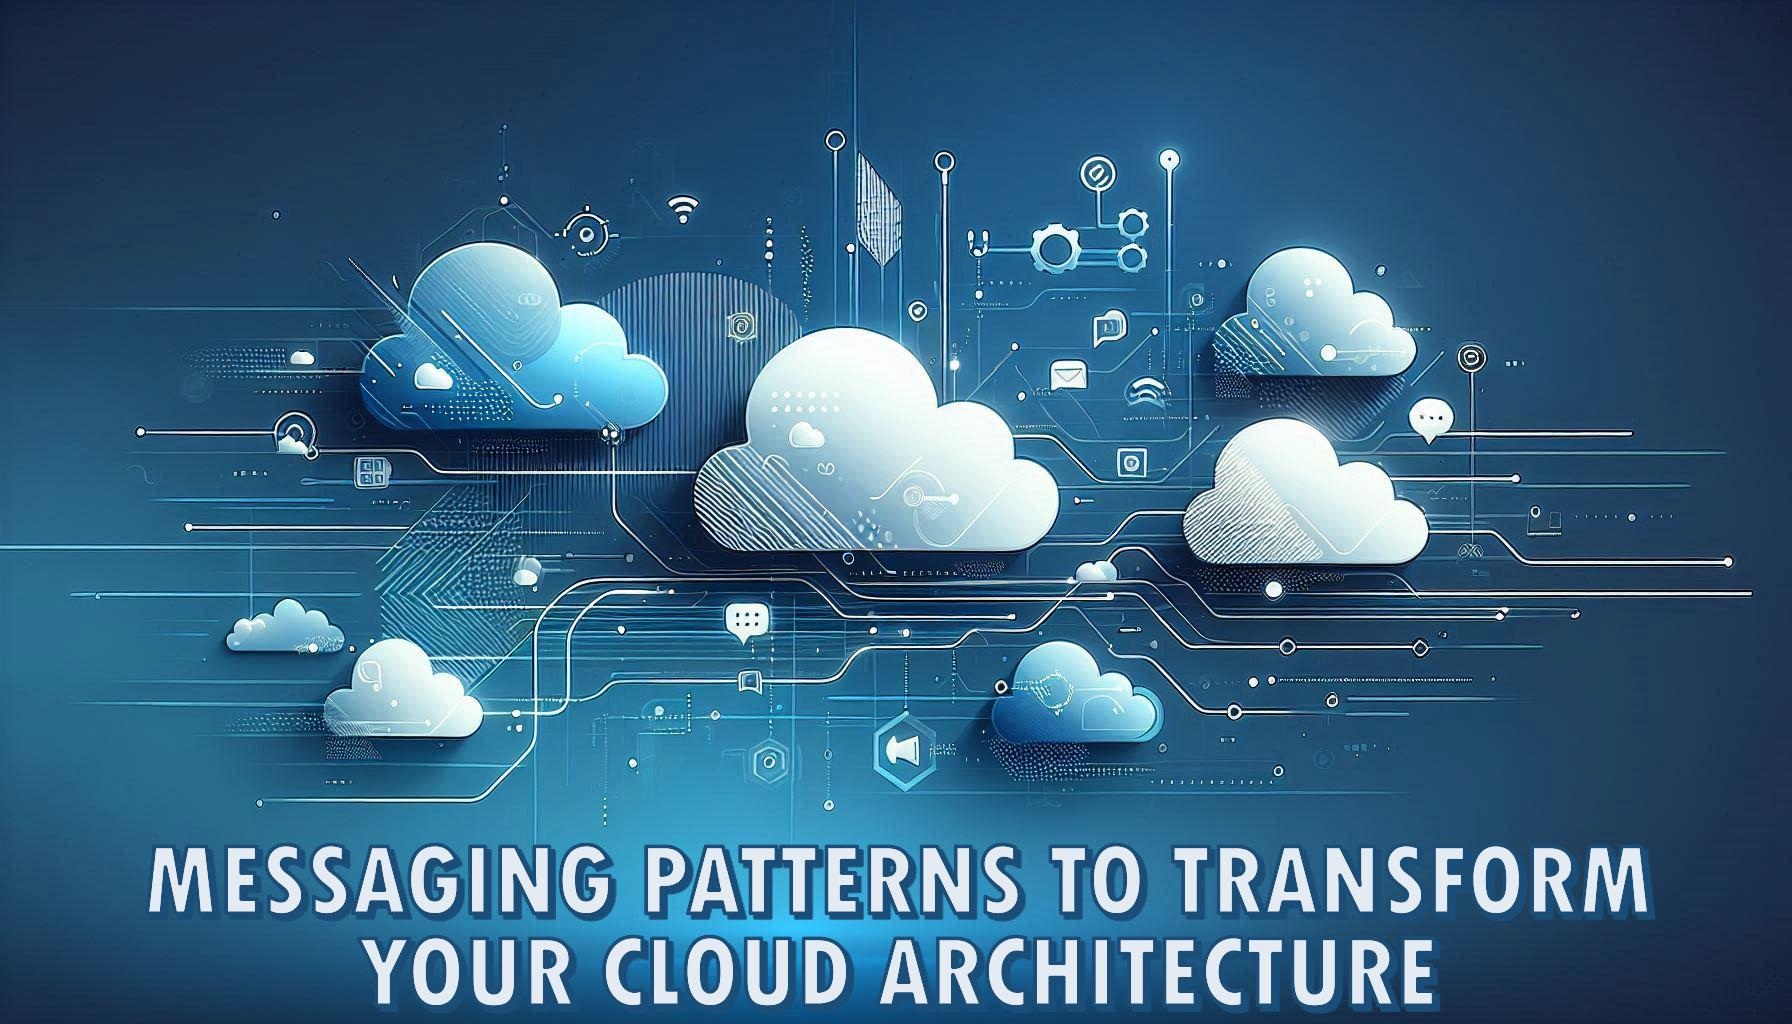 MESSAGING PATTERNS TO TRANSFORM
YOUR CLOUD ARCHITECTURE